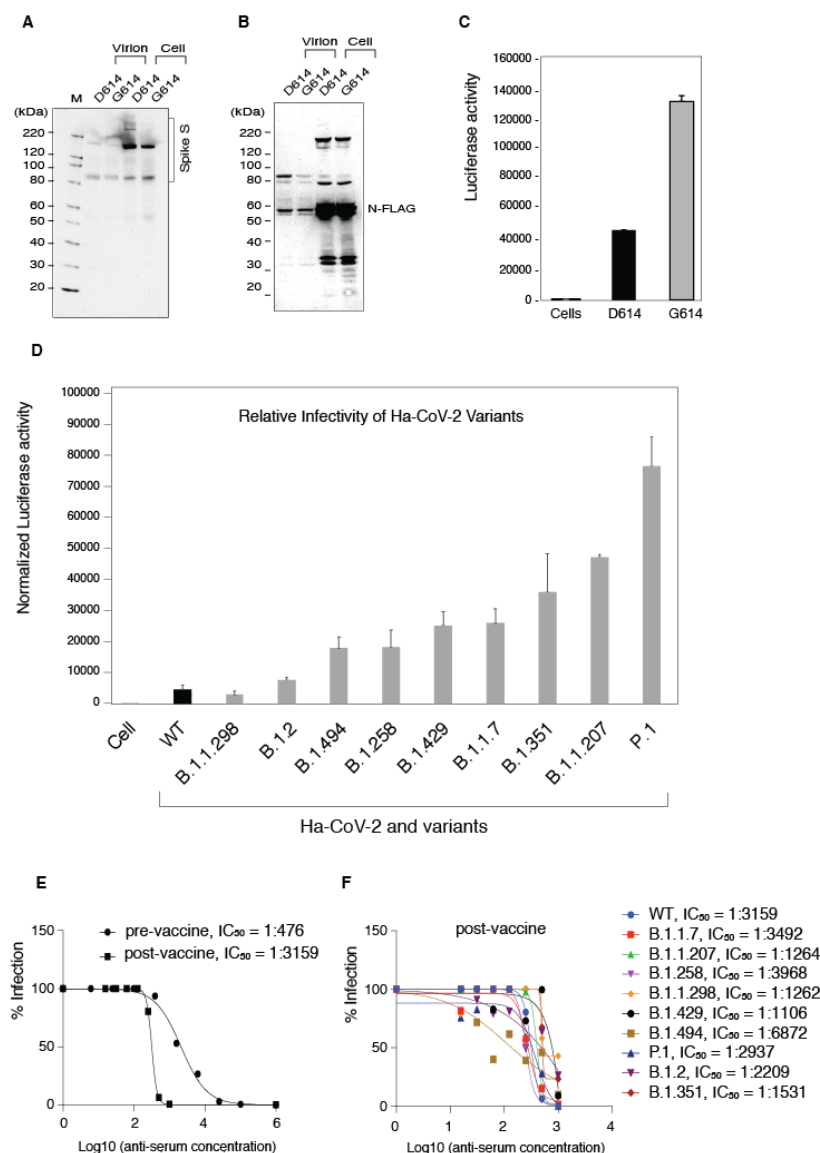 A
Virion Cell
M D614 G614 D614 G614
(kDa)
220
120
100
80
60
50
40
30
20
Spike S
B
Virion Cell
D614 G614 D614 G614
(kDa)
220
120
100
80
60
50
40
30
20
N-FLAG
C
Luciferase activity
160000
140000
120000
100000
80000
60000
40000
20000
0
Cells D614 G614
D
Relative Infectivity of Ha-CoV-2 Variants
Normalized Luciferase activity
100000
90000
80000
70000
60000
50000
40000
30000
20000
10000
0
Cell WT B.1.1.298 B.1.2 B.1.494 B.1.258 B.1.429 B.1.1.7 B.1.351 B.1.1.207 P.1
Ha-CoV-2 and variants
E
pre-vaccine, IC₅₀ = 1:476
post-vaccine, IC₅₀ = 1:3159
% Infection
150
100
50
0
0 2 4 6
Log10 (anti-serum concentration)
F
post-vaccine
% Infection
150
100
50
0
0 1 2 3 4
Log10 (anti-serum concentration)
WT, IC₅₀ = 1:3159
B.1.1.7, IC₅₀ = 1:3492
B.1.1.207, IC₅₀ = 1:1264
B.1.258, IC₅₀ = 1:3968
B.1.1.298, IC₅₀ = 1:1262
B.1.429, IC₅₀ = 1:1106
B.1.494, IC₅₀ = 1:6872
P.1, IC₅₀ = 1:2937
B.1.2, IC₅₀ = 1:2209
B.1.351, IC₅₀ = 1:1531